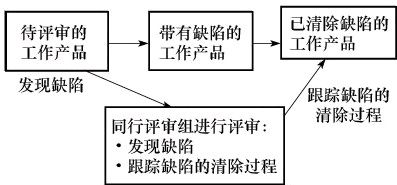 待评审的
工作产品
带有缺陷的
工作产品
已清除缺陷的
工作产品
发现缺陷
跟踪缺陷的
清除过程
同行评审组进行评审：
·发现缺陷
·跟踪缺陷的清除过程